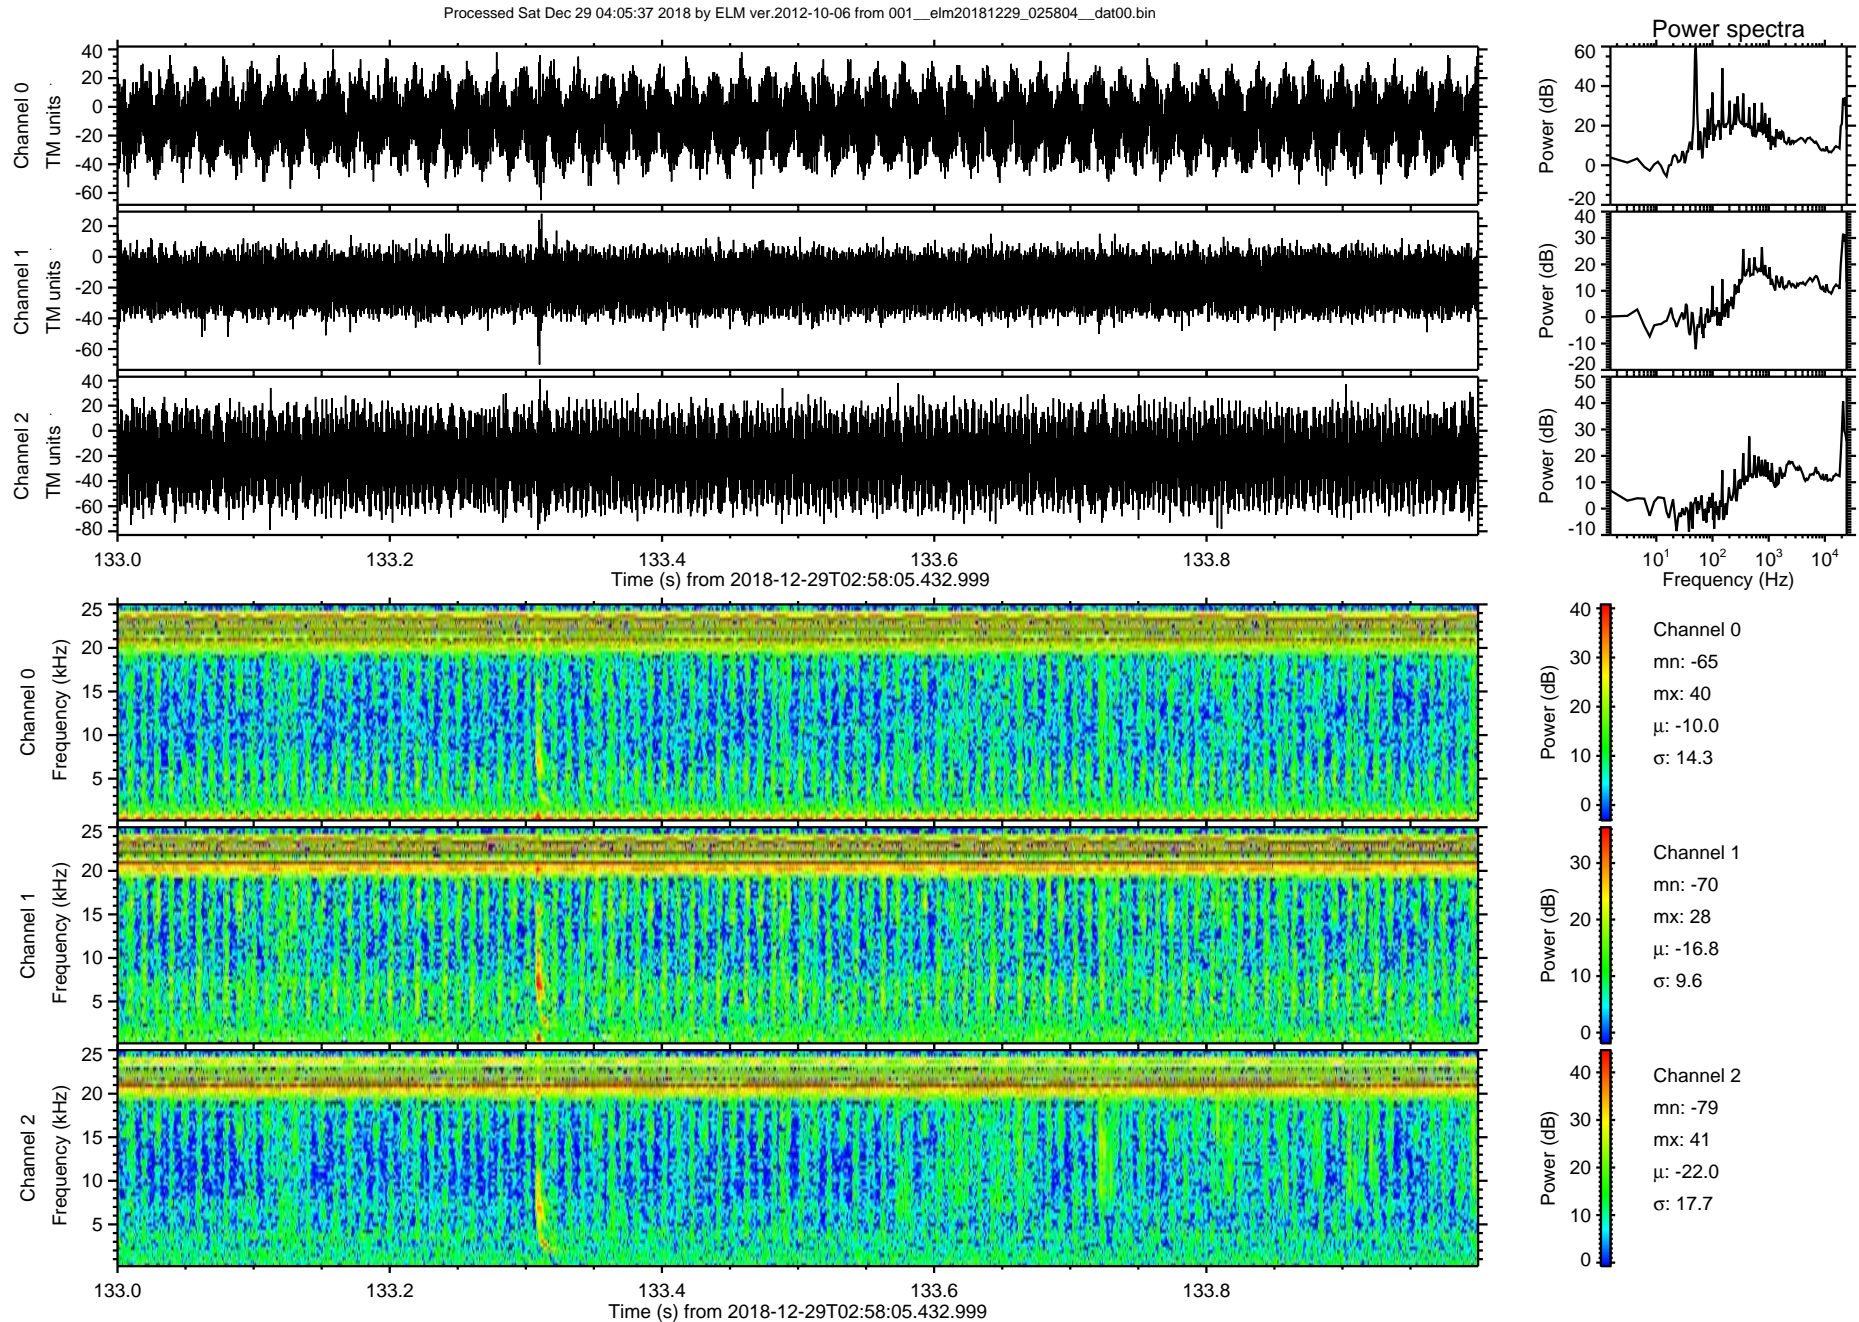 Processed Sat Dec 29 04:05:37 2018 by ELM ver.2012-10-06 from 001__elm20181229_025804__dat00.bin
Power spectra
Channel 0
TM units
40
20
0
-20
-40
-60
Power (dB)
60
40
20
0
-20
Channel 1
TM units
20
0
-20
-40
-60
Power (dB)
40
30
20
10
0
-10
-20
Channel 2
TM units
40
20
0
-20
-40
-60
-80
Power (dB)
50
40
30
20
10
0
-10
133.0 133.2 133.4 133.6 133.8
Time (s) from 2018-12-29T02:58:05.432.999
10^1 10^2 10^3 10^4
Frequency (Hz)
Channel 0
Frequency (kHz)
25
20
15
10
5
Power (dB)
40
30
20
10
0
Channel 0
mn: -65
mx: 40
μ: -10.0
σ: 14.3
Channel 1
Frequency (kHz)
25
20
15
10
5
Power (dB)
30
20
10
0
Channel 1
mn: -70
mx: 28
μ: -16.8
σ: 9.6
Channel 2
Frequency (kHz)
25
20
15
10
5
Power (dB)
40
30
20
10
0
Channel 2
mn: -79
mx: 41
μ: -22.0
σ: 17.7
133.0 133.2 133.4 133.6 133.8
Time (s) from 2018-12-29T02:58:05.432.999